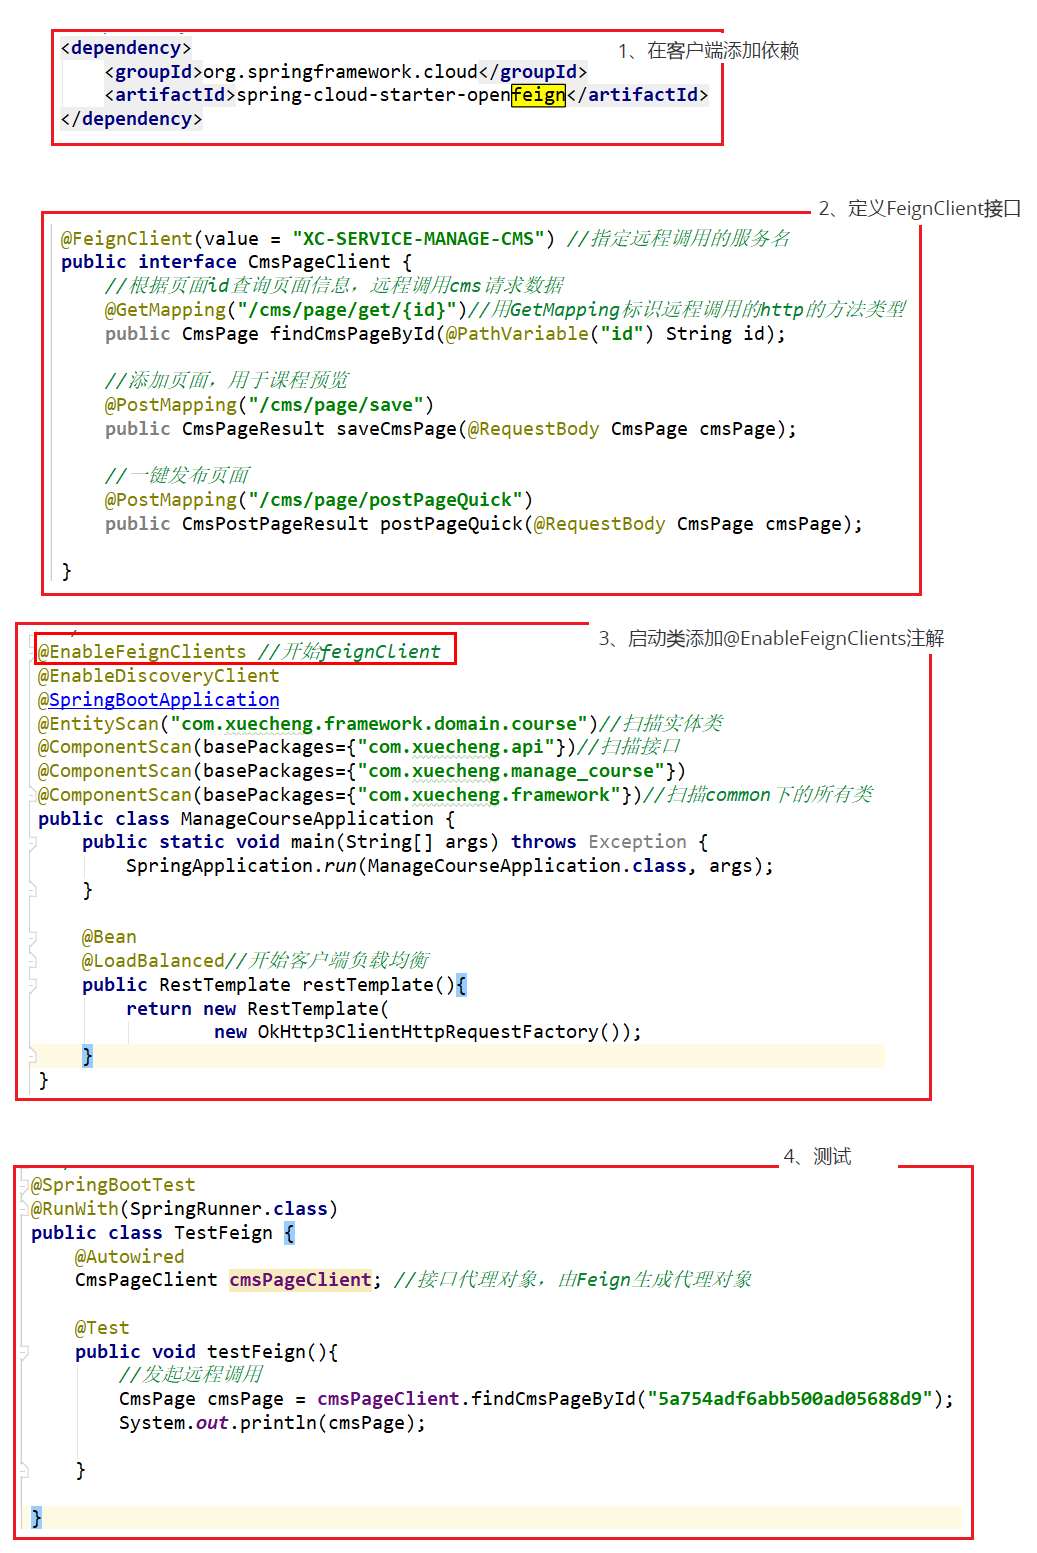 1、在客户端添加依赖
<dependency>
<groupId>org.springframework.cloud</groupId>
<artifactId>spring-cloud-starter-openfeign</artifactId>
</dependency>
2、定义FeignClient接口
@FeignClient(value = "XC-SERVICE-MANAGE-CMS") //指定远程调用的服务名
public interface CmsPageClient {
//根据页面id查询页面信息，远程调用cms请求数据
@GetMapping("/cms/page/get/{id}")//用GetMapping标识远程调用的http的方法类型
public CmsPage findCmsPageById(@PathVariable("id") String id);
//添加页面，用于课程预览
@PostMapping("/cms/page/save")
public CmsPageResult saveCmsPage(@RequestBody CmsPage cmsPage);
//一键发布页面
@PostMapping("/cms/page/postPageQuick")
public CmsPostPageResult postPageQuick(@RequestBody CmsPage cmsPage);
}
3、启动类添加@EnableFeignClients注解
@EnableFeignClients //开始feignClient
@EnableDiscoveryClient
@SpringBootApplication
@EntityScan("com.xuecheng.framework.domain.course")//扫描实体类
@ComponentScan(basePackages={"com.xuecheng.api"})//扫描接口
@ComponentScan(basePackages={"com.xuecheng.manage_course"})
@ComponentScan(basePackages={"com.xuecheng.framework"})//扫描common下的所有类
public class ManageCourseApplication {
public static void main(String[] args) throws Exception {
SpringApplication.run(ManageCourseApplication.class, args);
}
@Bean
@LoadBalanced//开始客户端负载均衡
public RestTemplate restTemplate(){
return new RestTemplate(
new OkHttp3ClientHttpRequestFactory());
}
}
4、测试
@SpringBootTest
@RunWith(SpringRunner.class)
public class TestFeign {
@Autowired
CmsPageClient cmsPageClient; //接口代理对象，由Feign生成代理对象
@Test
public void testFeign(){
//发起远程调用
CmsPage cmsPage = cmsPageClient.findCmsPageById("5a754adf6abb500ad05688d9");
System.out.println(cmsPage);
}
}